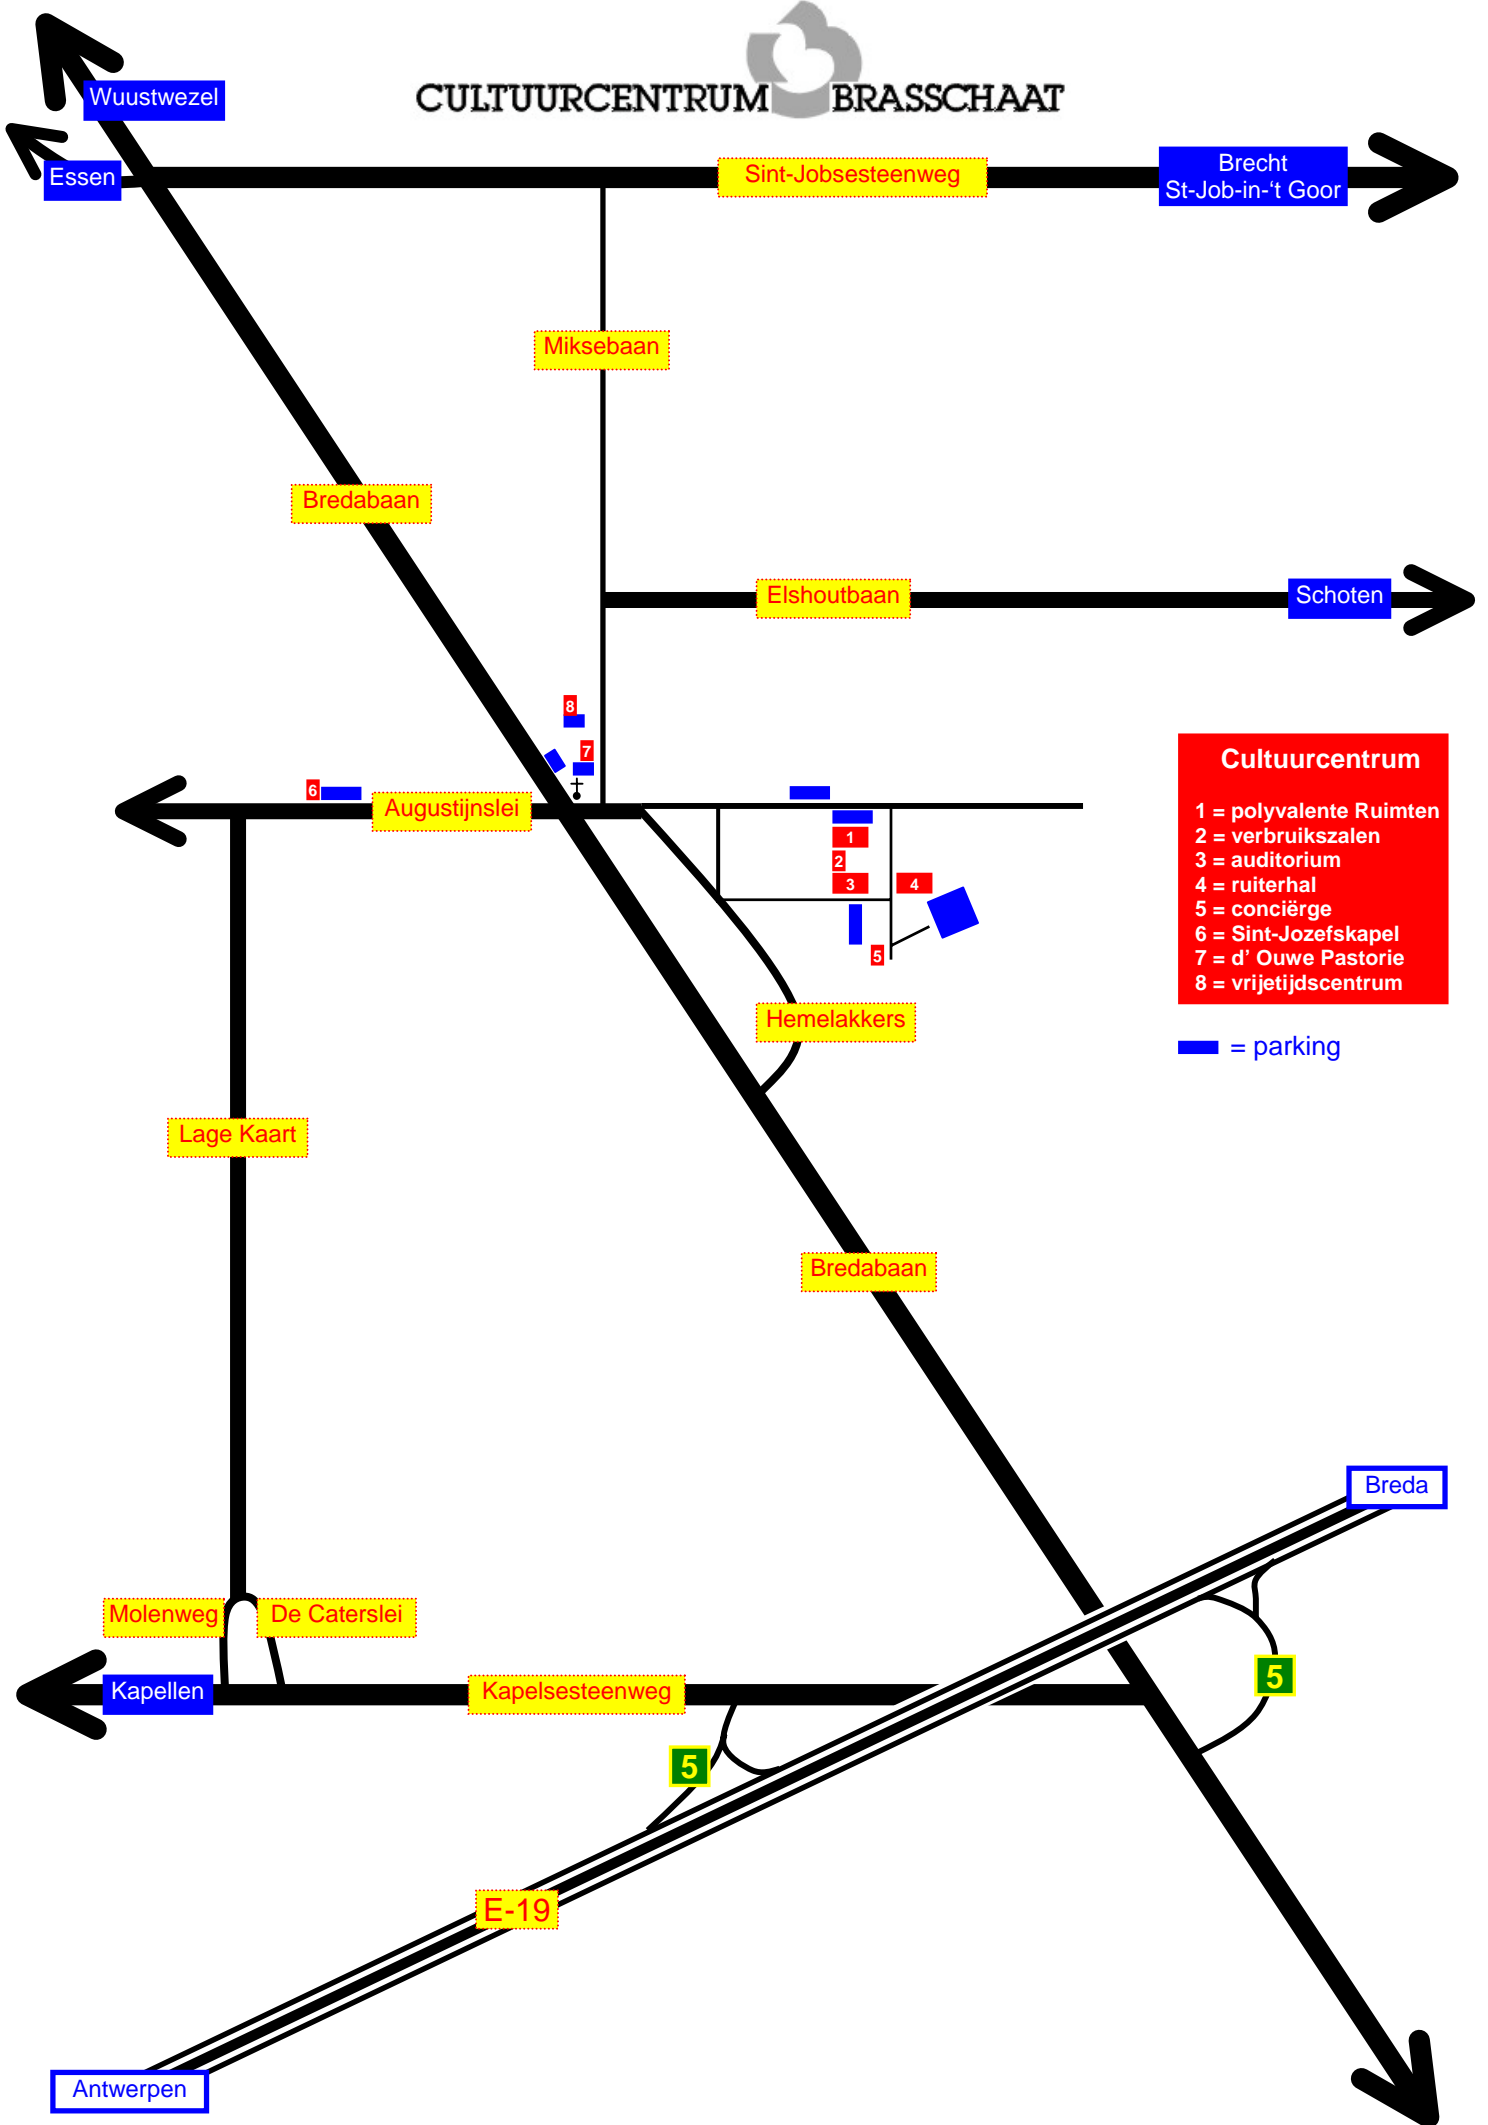 CULTUURCENTRUM BRASSCHAAT
Wuustwezel
Essen
Sint-Jobsesteenweg
Brecht
St-Job-in-‘t Goor
Miksebaan
Bredabaan
Elshoutbaan
Schoten
8
7
6
Augustijnslei
1
2
3
4
5
Cultuurcentrum
1 = polyvalente Ruimten
2 = verbruikszalen
3 = auditorium
4 = ruiterhal
5 = conciërge
6 = Sint-Jozefskapel
7 = d’ Ouwe Pastorie
8 = vrijetijdscentrum
= parking
Hemelakkers
Lage Kaart
Bredabaan
Breda
Molenweg
De Caterslei
Kapellen
Kapelsesteenweg
5
5
E-19
Antwerpen